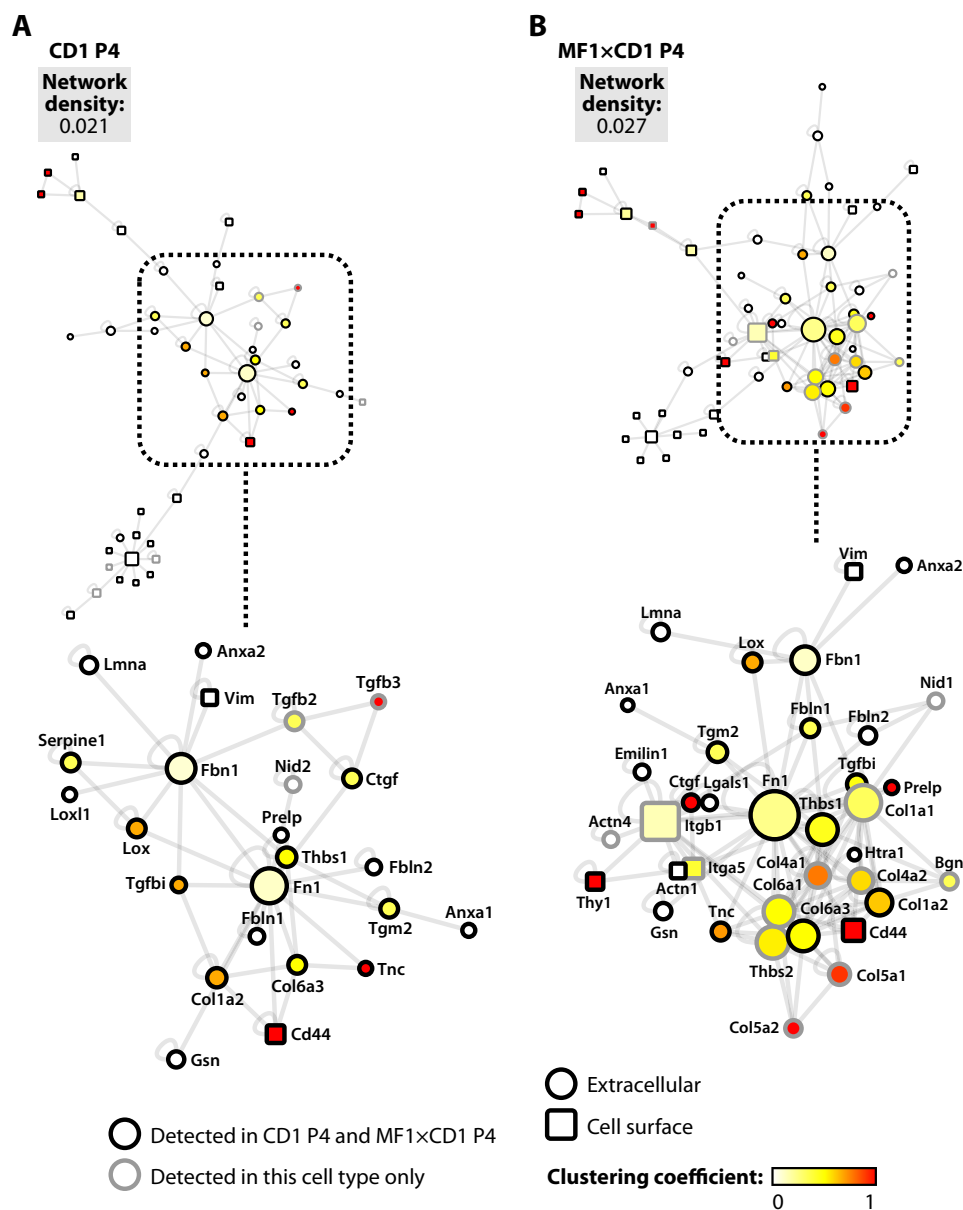 A
CD1 P4
Network
density:
0.021
B
MF1×CD1 P4
Network
density:
0.027
Lmna
Anxa2
Vim
Tgfb2
Tgfb3
Serpine1
Fbn1
Nid2
Ctgf
Loxl1
Prelp
Lox
Thbs1
Fbln2
Tgfbi
Fn1
Fbln1
Tgm2
Anxa1
Col1a2
Col6a3
Tnc
Cd44
Gsn
Vim
Anxa2
Lmna
Lox
Fbn1
Nid1
Anxa1
Fbln1
Fbln2
Tgm2
Emilin1
Tgfbi
Ctgf
Lgals1
Fn1
Prelp
Thbs1
Col1a1
Actn4
Itgb1
Htra1
Bgn
Itga5
Col4a1
Col4a2
Thy1
Actn1
Col6a1
Col1a2
Gsn
Tnc
Col6a3
Cd44
Thbs2
Col5a1
Col5a2
Extracellular
Cell surface
Detected in CD1 P4 and MF1×CD1 P4
Detected in this cell type only
Clustering coefficient:
0 1